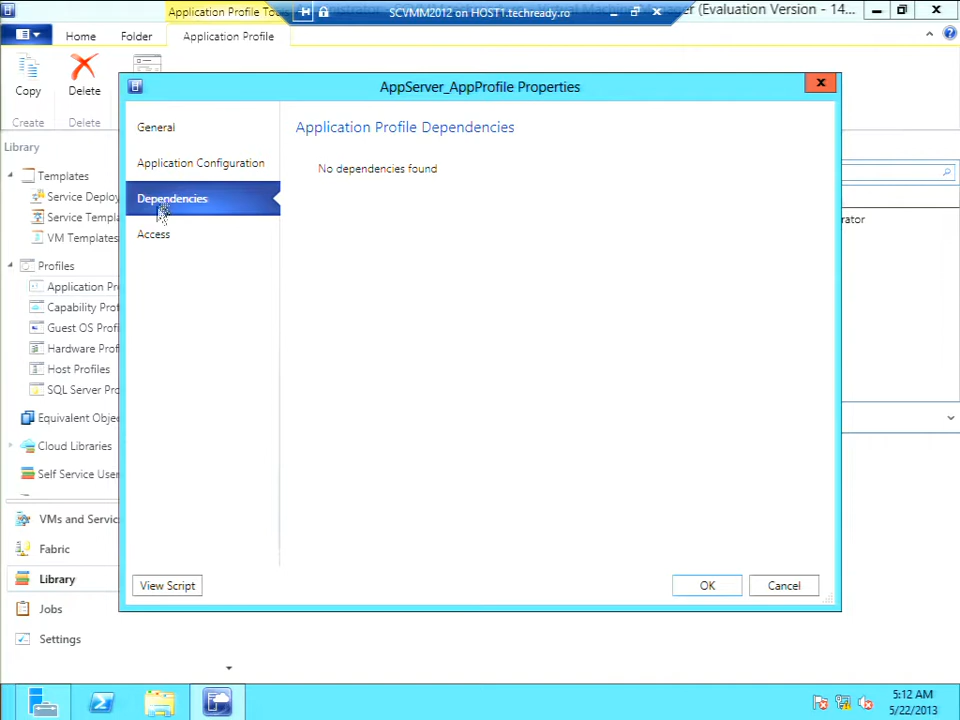 Application Profile To
SCVMM2012 on HOST1.techready.ro
(Evaluation Version - 14...
Home
Folder
Application Profile
Copy
Delete
Create
Delete
AppServer_AppProfile Properties
General
Application Configuration
Dependencies
Access
Application Profile Dependencies
No dependencies found
View Script
OK
Cancel
Library
Templates
Service Deploy
Service Templa
VM Templates
Profiles
Application Pr
Capability Prof
Guest OS Profi
Hardware Prof
Host Profiles
SQL Server Pro
Equivalent Obje
Cloud Libraries
Self Service User
rator
VMs and Servic
Fabric
Library
Jobs
Settings
5:12 AM
5/22/2013